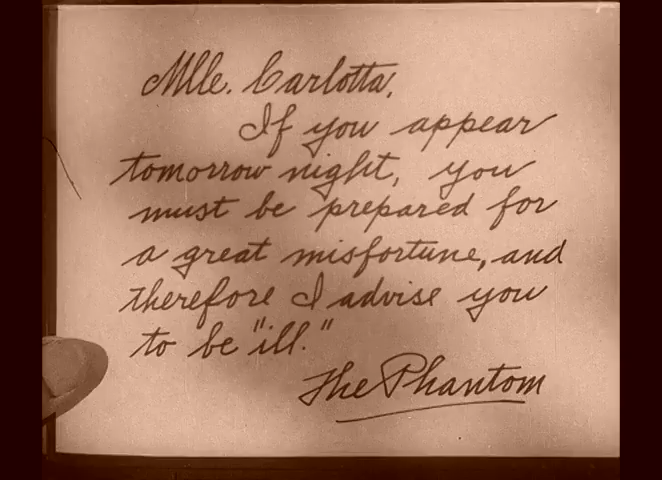 Mlle. Carlotta,
If you appear
tomorrow night, you
must be prepared for
a great misfortune, and
therefore I advise you
to be "ill."
The Phantom